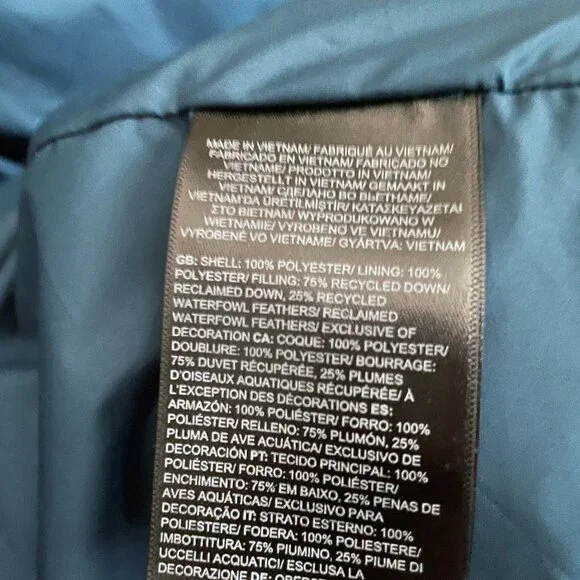 MADE IN VIETNAM/ FABRIQUÉ AU VIETNAM/
FABRICADO EN VIETNAM/ FABRICADO NO
VIETNAME/ PRODOTTO IN VIETNAM/
HERGESTELLT IN VIETNAM/ GEMAAKT IN
VIETNAM/ СДЕЛАНО ВО ВЬЕТНАМЕ/
VIETNAM'DA ÜRETİLMİŞTİR/ ΚΑΤΑΣΚΕΥΑΖΕΤΑΙ
ΣΤΟ ΒΙΕΤΝΑΜ/ WYPRODUKOWANO W
WIETNAMIE/ VYROBENO VE VIETNAMU/
VYROBENÉ VO VIETNAME/ GYÁRTVA: VIETNAM
GB: SHELL: 100% POLYESTER/ LINING: 100%
POLYESTER/ FILLING: 75% RECYCLED DOWN/
RECLAIMED DOWN, 25% RECYCLED
WATERFOWL FEATHERS/ RECLAIMED
WATERFOWL FEATHERS/ EXCLUSIVE OF
DECORATION CA: COQUE: 100% POLYESTER/
DOUBLURE: 100% POLYESTER/ BOURRAGE:
75% DUVET RÉCUPÉRÉE, 25% PLUMES
D'OISEAUX AQUATIQUES RÉCUPÉRÉE/ À
L'EXCEPTION DES DÉCORATIONS ES:
ARMAZÓN: 100% POLIÉSTER/ FORRO: 100%
POLIÉSTER/ RELLENO: 75% PLUMÓN, 25%
PLUMA DE AVE ACUÁTICA/ EXCLUSIVO DE
DECORACIÓN PT: TECIDO PRINCIPAL: 100%
POLIÉSTER/ FORRO: 100% POLIÉSTER/
ENCHIMENTO: 75% EM BAIXO, 25% PENAS DE
AVES AQUÁTICAS/ EXCLUSIVO PARA
DECORAÇÃO IT: STRATO ESTERNO: 100%
POLIESTERE/ FODERA: 100% POLIESTERE/
IMBOTTITURA: 75% PIUMINO, 25% PIUME DI
UCCELLI ACQUATICI/ ESCLUSA LA
DECORAZIONE DE: